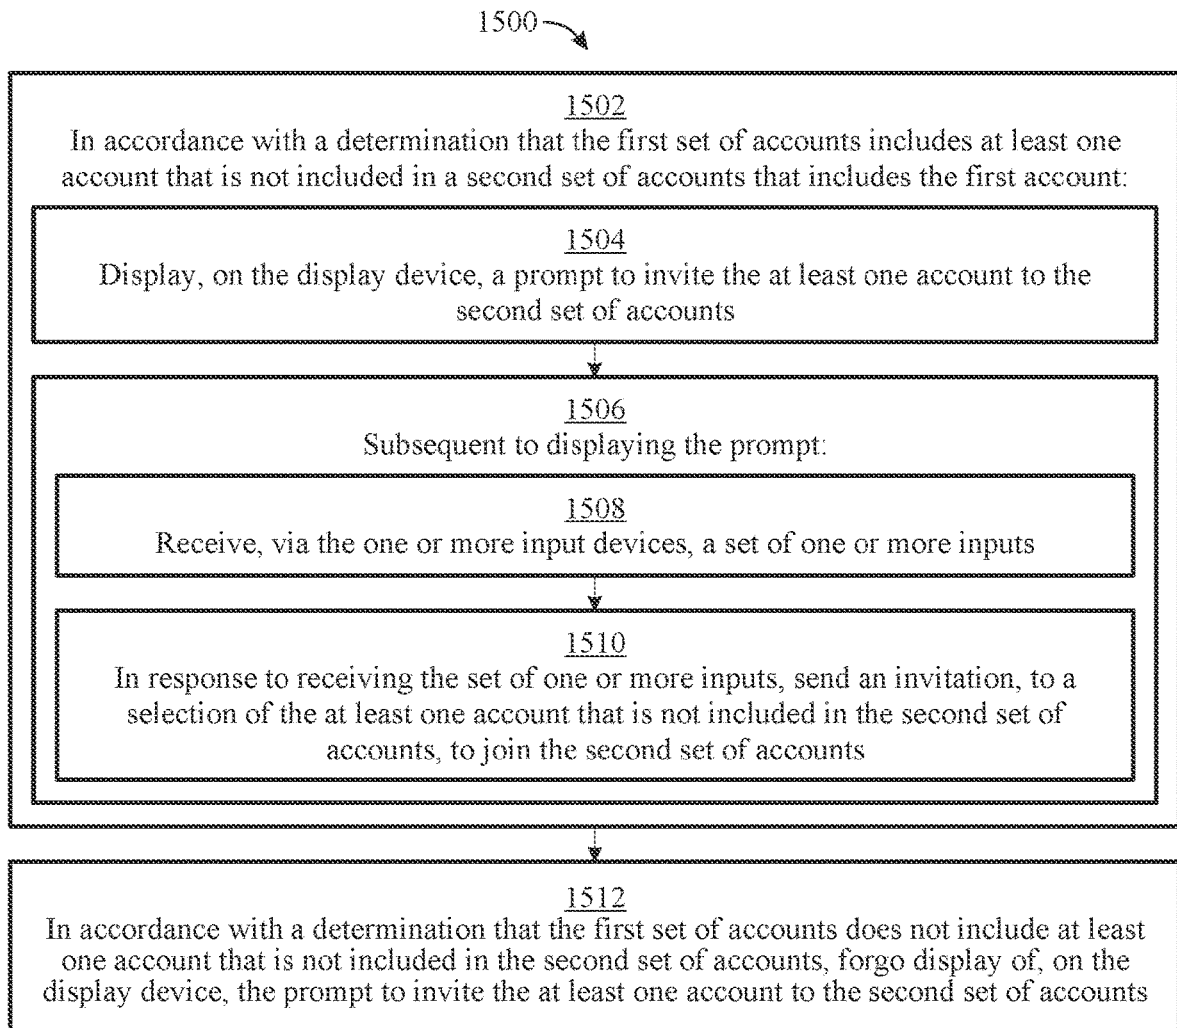 1500
1502
In accordance with a determination that the first set of accounts includes at least one
account that is not included in a second set of accounts that includes the first account:
1504
Display, on the display device, a prompt to invite the at least one account to the
second set of accounts
1506
Subsequent to displaying the prompt:
1508
Receive, via the one or more input devices, a set of one or more inputs
1510
In response to receiving the set of one or more inputs, send an invitation, to a
selection of the at least one account that is not included in the second set of
accounts, to join the second set of accounts
1512
In accordance with a determination that the first set of accounts does not include at least
one account that is not included in the second set of accounts, forgo display of, on the
display device, the prompt to invite the at least one account to the second set of accounts